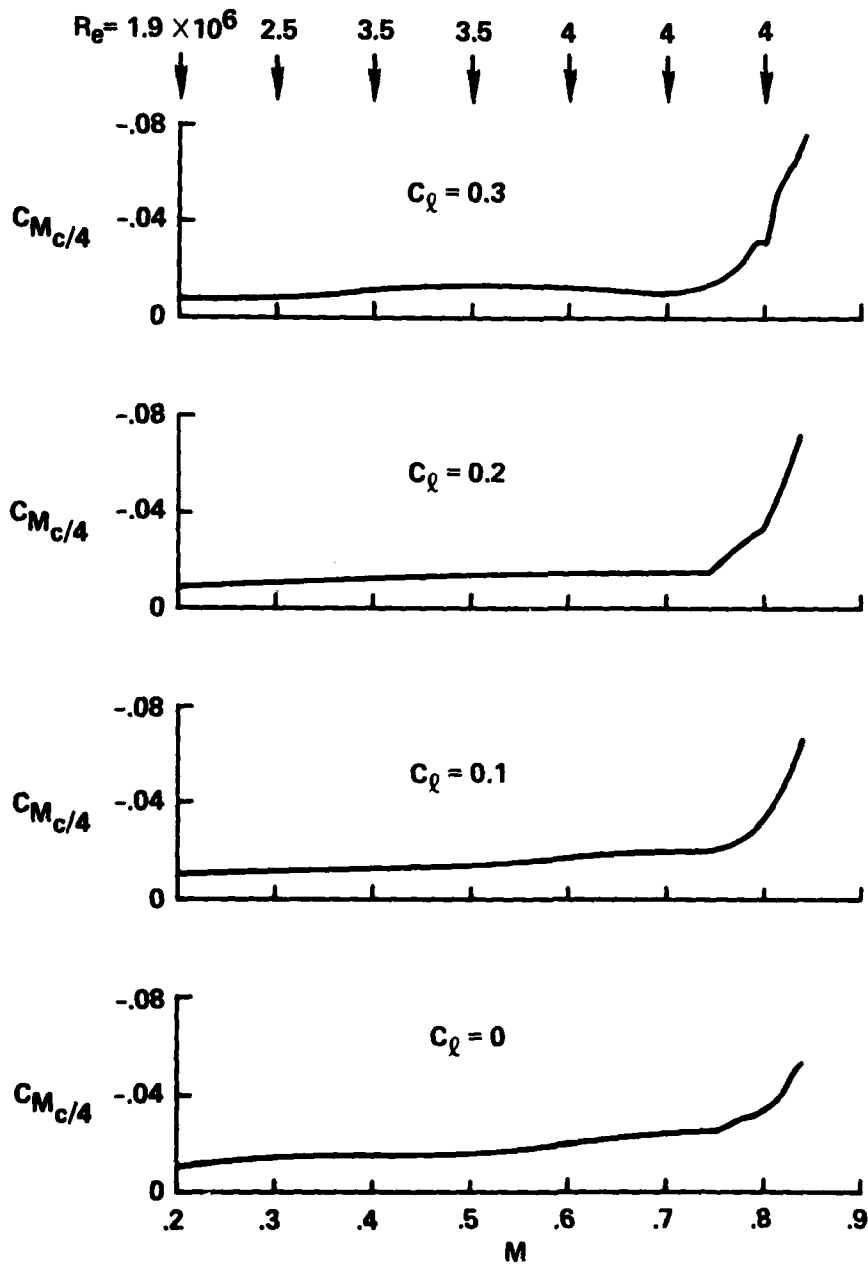 Re= 1.9 ×10⁶ 2.5 3.5 3.5 4 4 4
-.08
Cℓ = 0.3
CMc/4
-.04
0
-.08
Cℓ = 0.2
CMc/4
-.04
0
-.08
Cℓ = 0.1
CMc/4
-.04
0
-.08
Cℓ = 0
CMc/4
-.04
0
.2 .3 .4 .5 .6 .7 .8 .9
M